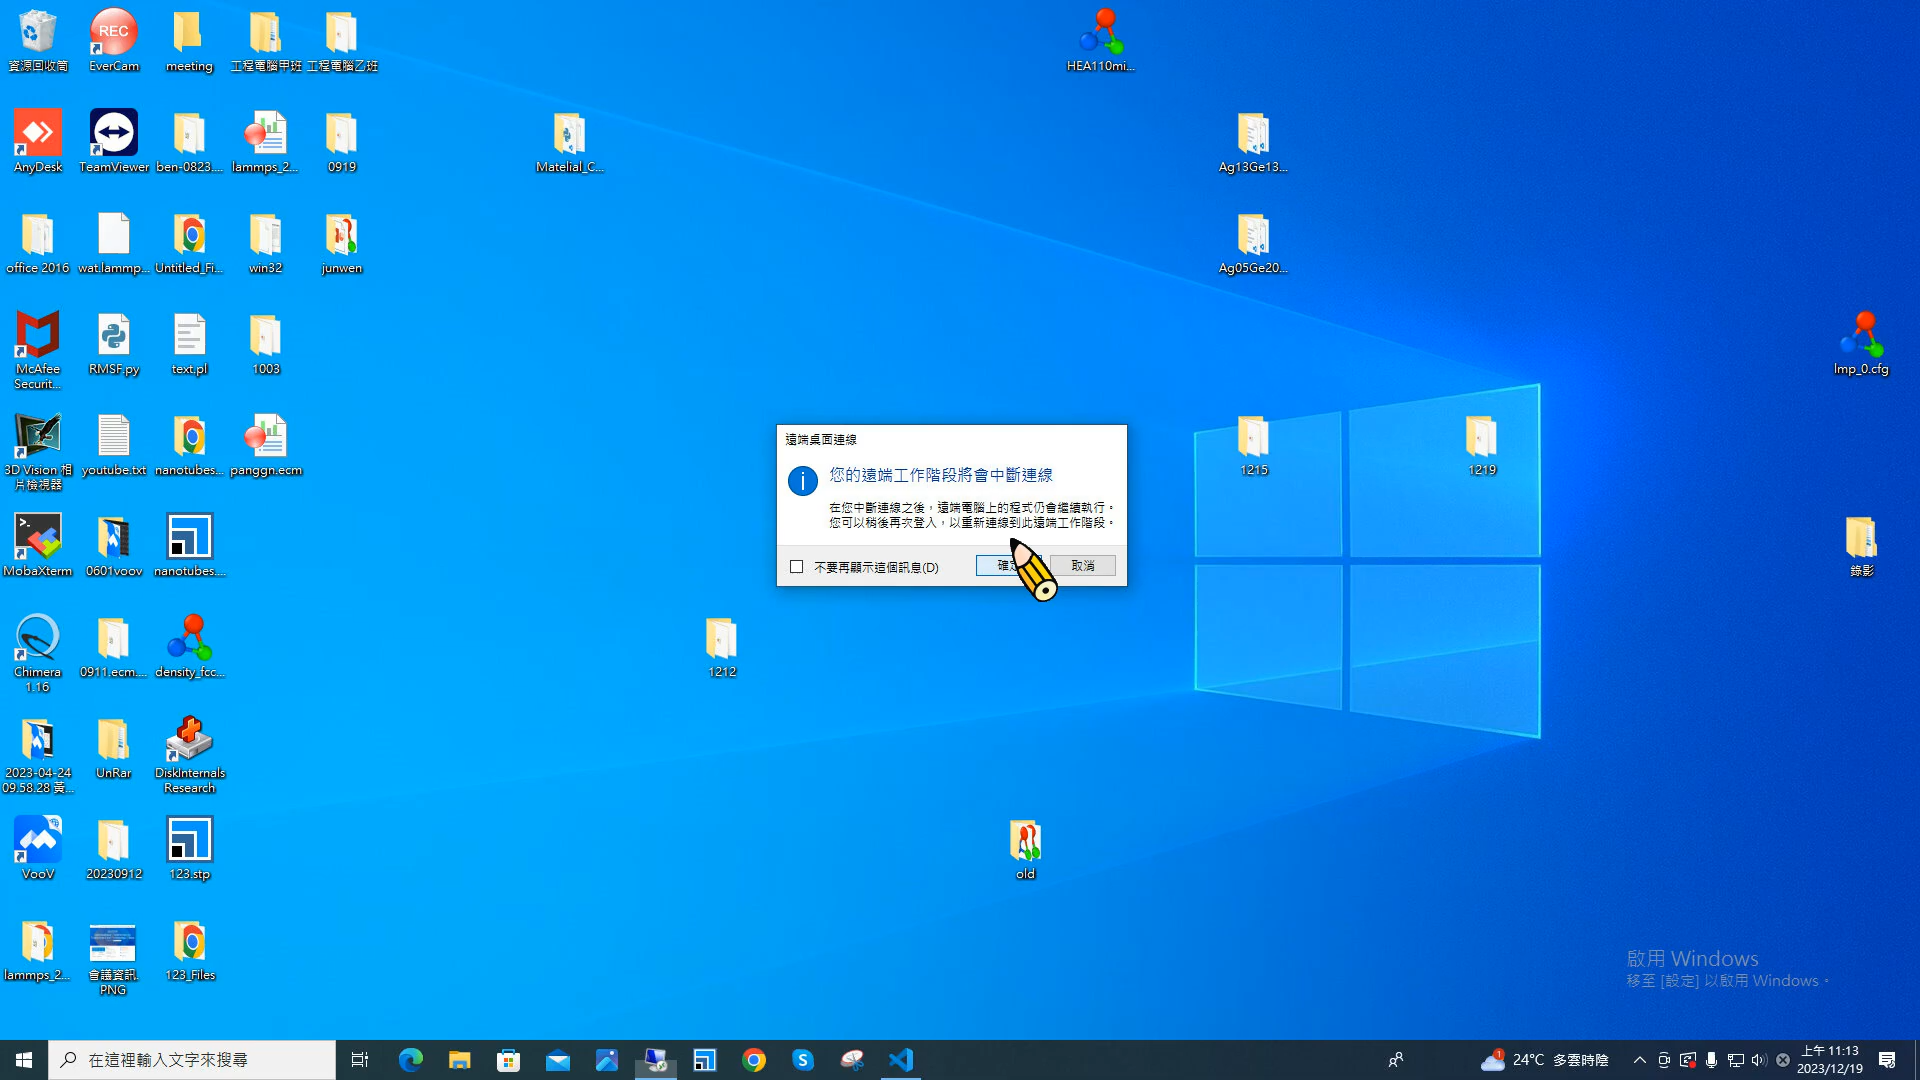 資源回收筒
REC
EverCam
meeting
工程電腦甲班
工程電腦乙班
HEA110mi...
AnyDesk
TeamViewer
ben-0823....
lammps_2...
0919
Matelial_C...
Ag13Ge13...
office 2016
wat.lammp...
Untitled_Fi...
win32
junwen
Ag05Ge20...
McAfee
Securit...
RMSF.py
text.pl
1003
lmp_0.cfg
3D Vision 相
片檢視器
youtube.txt
nanotubes...
panggn.ecm
1215
1219
遠端桌面連線
您的遠端工作階段將會中斷連線
在您中斷連線之後，遠端電腦上的程式仍會繼續執行。
您可以稍後再次登入，以重新連線到此遠端工作階段。
不要再顯示這個訊息(D)
取消
MobaXterm
0601voov
nanotubes....
錄影
Chimera
1.16
0911.ecm....
density_fcc...
1212
2023-04-24
09.58.28 黃...
UnRar
DiskInternals
Research
VooV
20230912
123.stp
old
lammps_2...
會議資訊.
PNG
123_Files
啟用 Windows
移至 [設定] 以啟用 Windows。
在這裡輸入文字來搜尋
1
24°C 多雲時陰
上午 11:13
2023/12/19